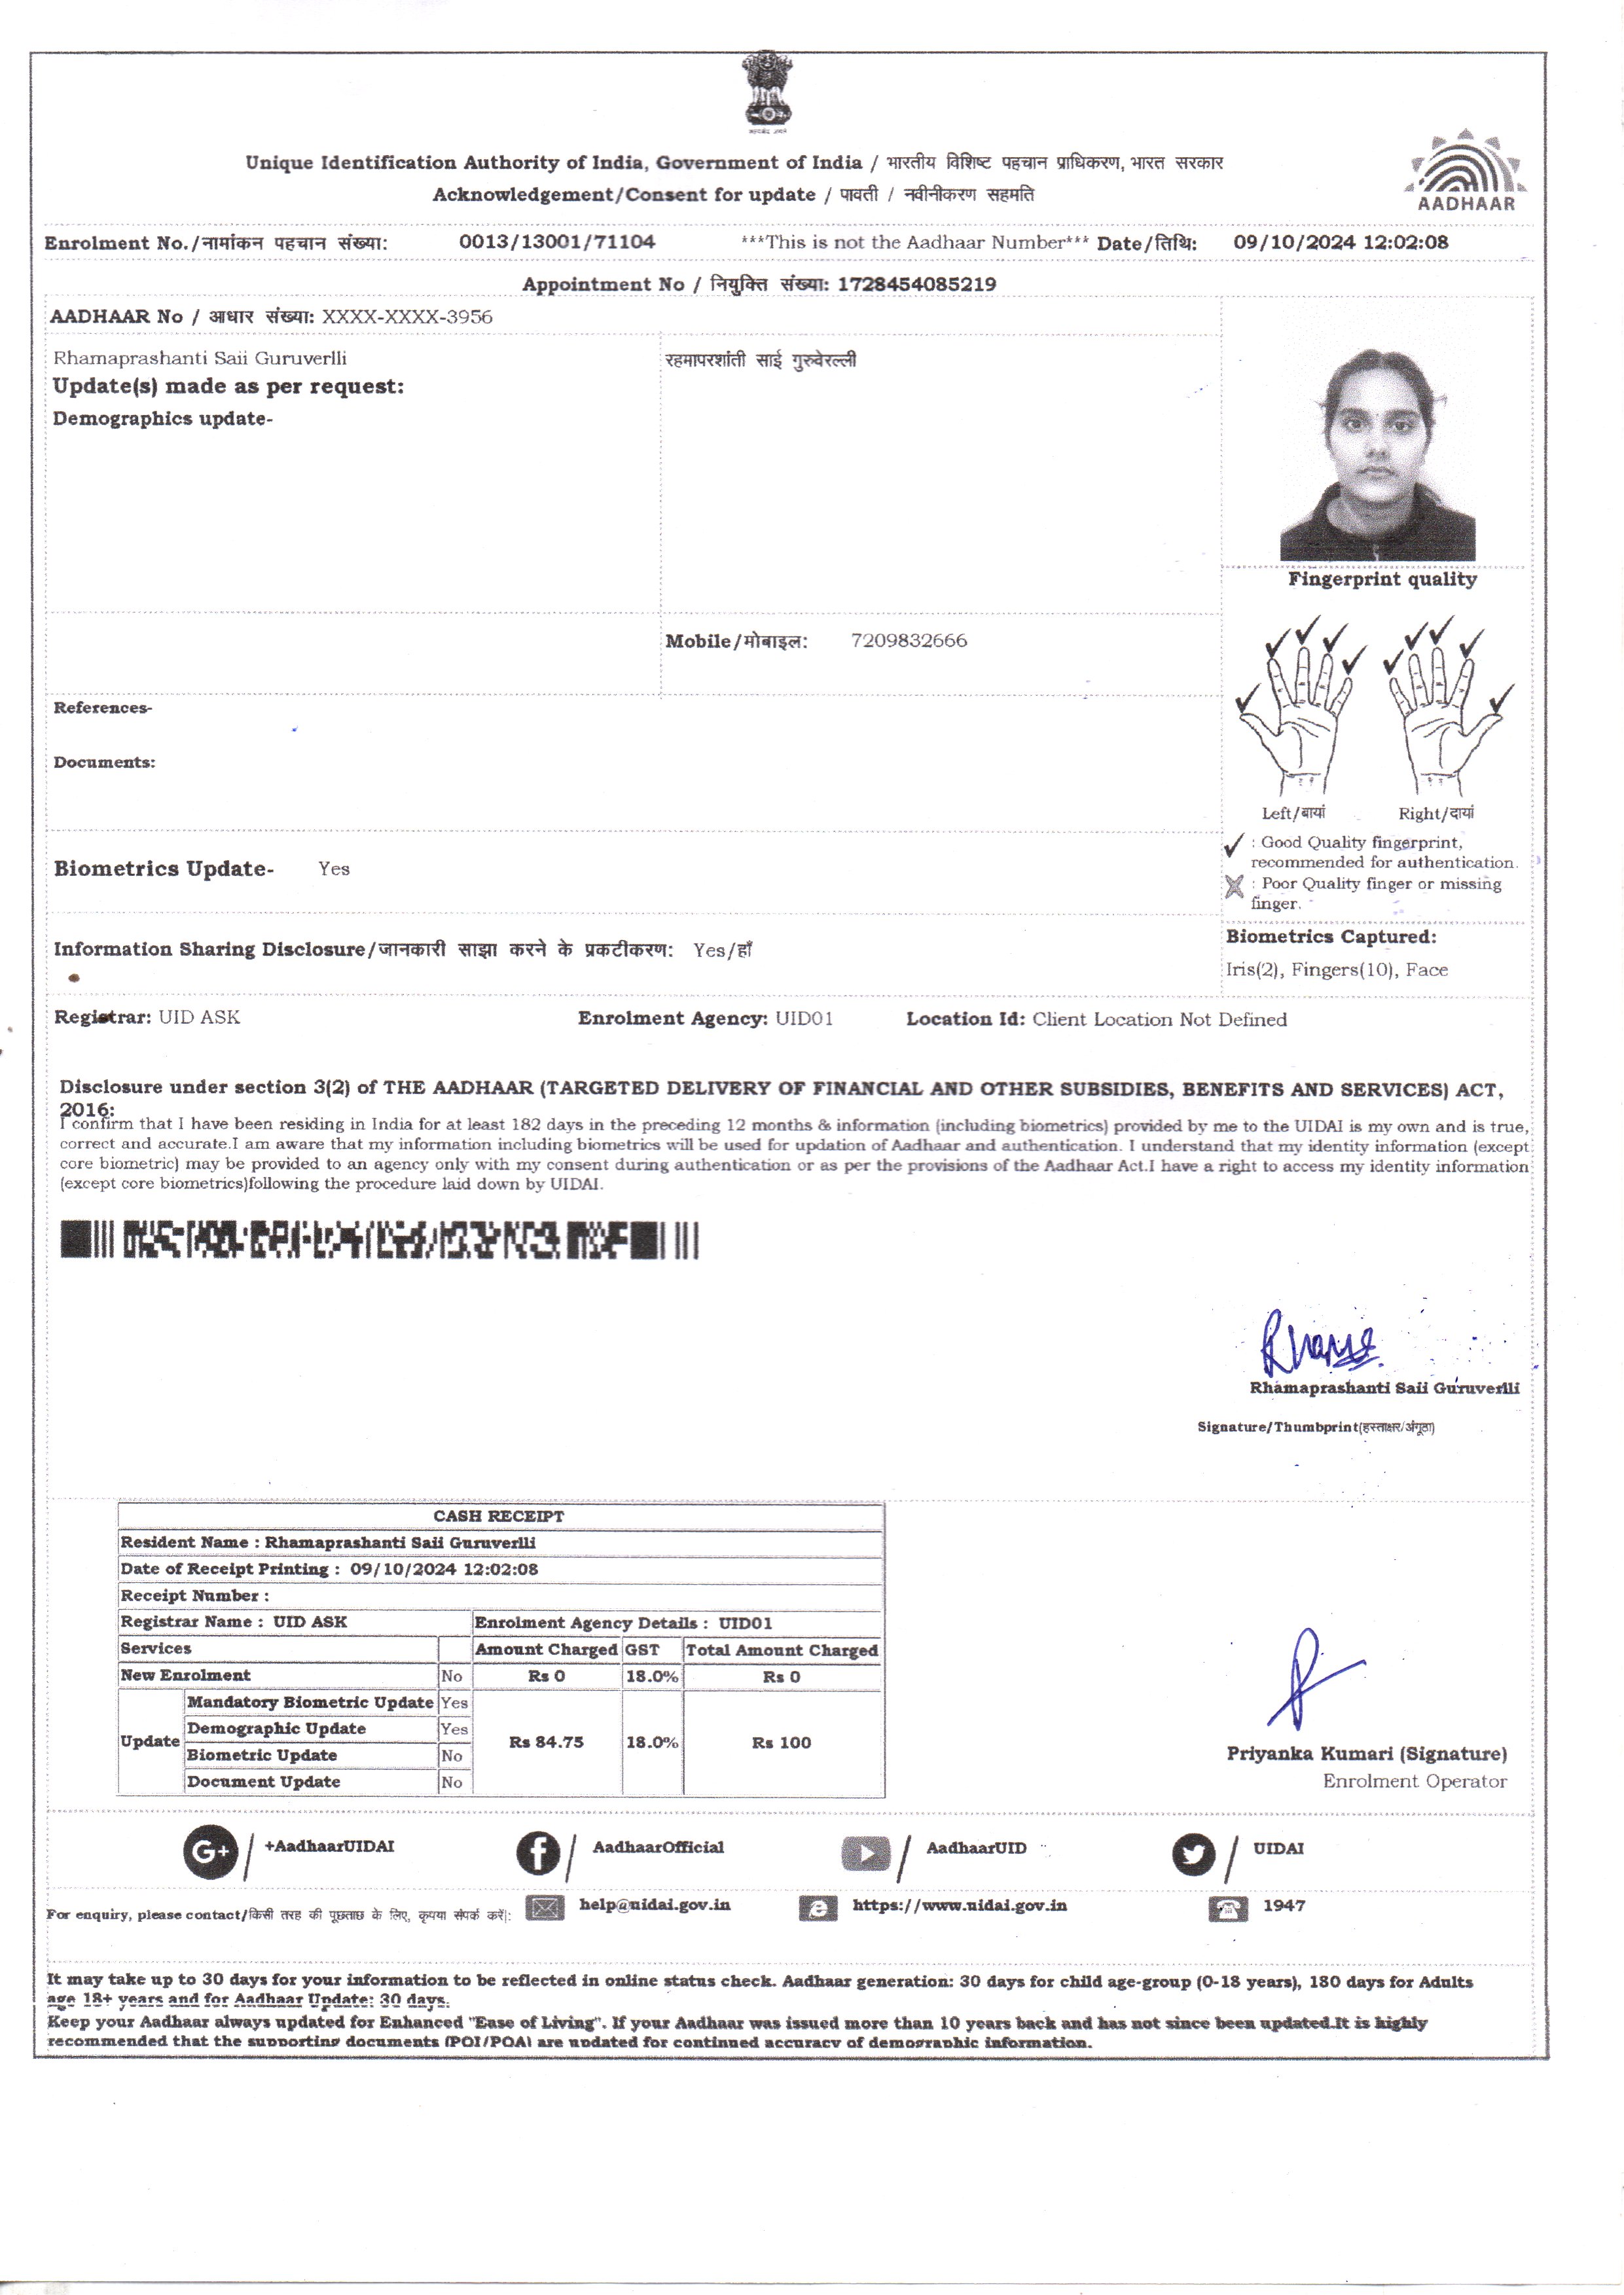 Unique Identification Authority of India, Government of India / भारतीय विशिष्ट पहचान प्राधिकरण, भारत सरकार
Acknowledgement/Consent for update / पावती / नवीनीकरण सहमति
AADHAAR
Enrolment No./नामांकन पहचान संख्या: 0013/13001/71104 ***This is not the Aadhaar Number*** Date/तिथि: 09/10/2024 12:02:08
Appointment No / नियुक्ति संख्या: 1728454085219
AADHAAR No / आधार संख्या: XXXX-XXXX-3956
Rhamaprashanti Saii Guruverlli रहमापरशांती साई गुरुवेरल्ली
Update(s) made as per request:
Demographics update-
Fingerprint quality
Mobile/मोबाइल: 7209832666
References-
Documents:
Left/बायां Right/दायां
: Good Quality fingerprint,
recommended for authentication.
: Poor Quality finger or missing
finger.
Biometrics Update- Yes
Information Sharing Disclosure/जानकारी साझा करने के प्रकटीकरण: Yes/हाँ
Biometrics Captured:
Iris(2), Fingers(10), Face
Registrar: UID ASK Enrolment Agency: UID01 Location Id: Client Location Not Defined
Disclosure under section 3(2) of THE AADHAAR (TARGETED DELIVERY OF FINANCIAL AND OTHER SUBSIDIES, BENEFITS AND SERVICES) ACT,
2016:
I confirm that I have been residing in India for at least 182 days in the preceding 12 months & information (including biometrics) provided by me to the UIDAI is my own and is true,
correct and accurate.I am aware that my information including biometrics will be used for updation of Aadhaar and authentication. I understand that my identity information (except
core biometric) may be provided to an agency only with my consent during authentication or as per the provisions of the Aadhaar Act.I have a right to access my identity information
(except core biometrics)following the procedure laid down by UIDAI.
Rhamaprashanti Saii Guruverlli
Signature/Thumbprint(हस्ताक्षर/अंगूठा)
CASH RECEIPT
Resident Name : Rhamaprashanti Saii Guruverlli
Date of Receipt Printing : 09/10/2024 12:02:08
Receipt Number :
Registrar Name : UID ASK Enrolment Agency Details : UID01
Services Amount Charged GST Total Amount Charged
New Enrolment No Rs 0 18.0% Rs 0
Update
Mandatory Biometric Update Yes
Demographic Update Yes
Biometric Update No
Document Update No
Rs 84.75 18.0% Rs 100
Priyanka Kumari (Signature)
Enrolment Operator
G+ +AadhaarUIDAI AadhaarOfficial AadhaarUID UIDAI
For enquiry, please contact/किसी तरह की पूछताछ के लिए, कृपया संपर्क करें|: help@uidai.gov.in https://www.uidai.gov.in 1947
It may take up to 30 days for your information to be reflected in online status check. Aadhaar generation: 30 days for child age-group (0-18 years), 180 days for Adults
age 18+ years and for Aadhaar Update: 30 days.
Keep your Aadhaar always updated for Enhanced "Ease of Living". If your Aadhaar was issued more than 10 years back and has not since been updated.It is highly
recommended that the supporting documents (POI/POA) are updated for continued accuracy of demographic information.